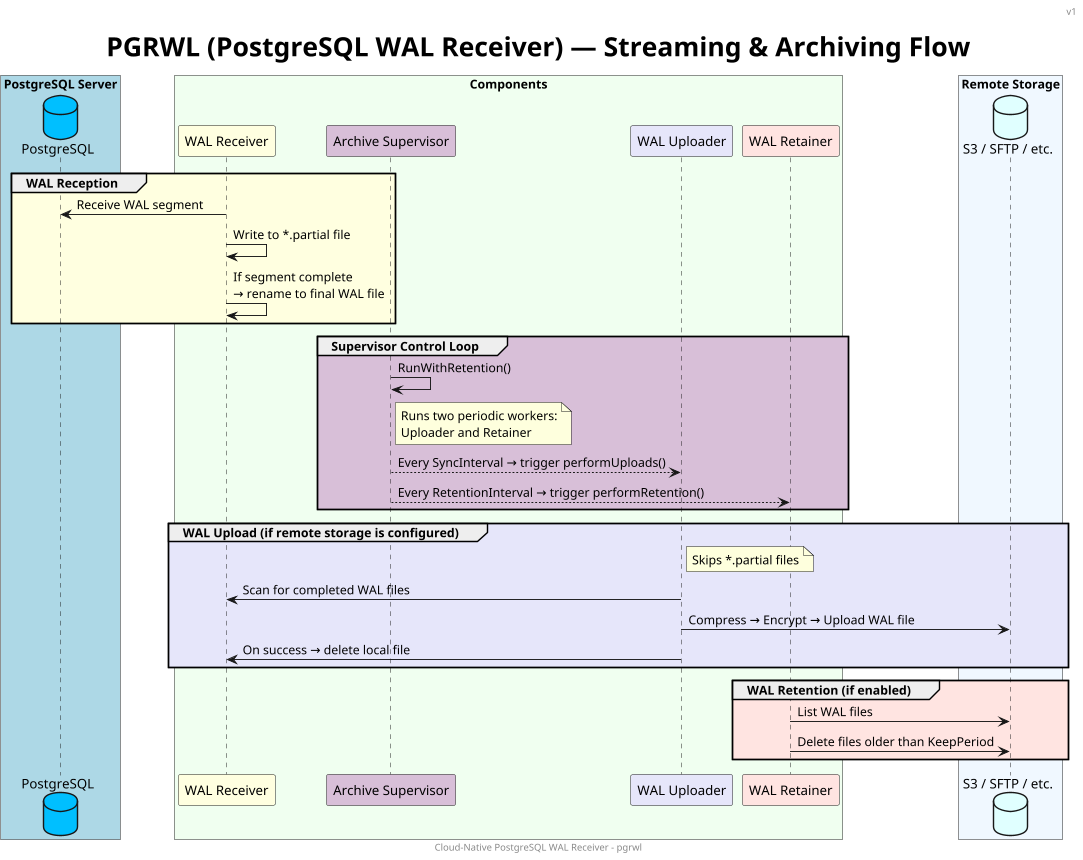 v1
PGRWL (PostgreSQL WAL Receiver) — Streaming & Archiving Flow
PostgreSQL Server
Components
Remote Storage
PostgreSQL
WAL Receiver
Archive Supervisor
WAL Uploader
WAL Retainer
S3 / SFTP / etc.
WAL Reception
Receive WAL segment
Write to *.partial file
If segment complete
→ rename to final WAL file
Supervisor Control Loop
RunWithRetention()
Runs two periodic workers:
Uploader and Retainer
Every SyncInterval → trigger performUploads()
Every RetentionInterval → trigger performRetention()
WAL Upload (if remote storage is configured)
Skips *.partial files
Scan for completed WAL files
Compress → Encrypt → Upload WAL file
On success → delete local file
WAL Retention (if enabled)
List WAL files
Delete files older than KeepPeriod
PostgreSQL
WAL Receiver
Archive Supervisor
WAL Uploader
WAL Retainer
S3 / SFTP / etc.
Cloud-Native PostgreSQL WAL Receiver - pgrwl